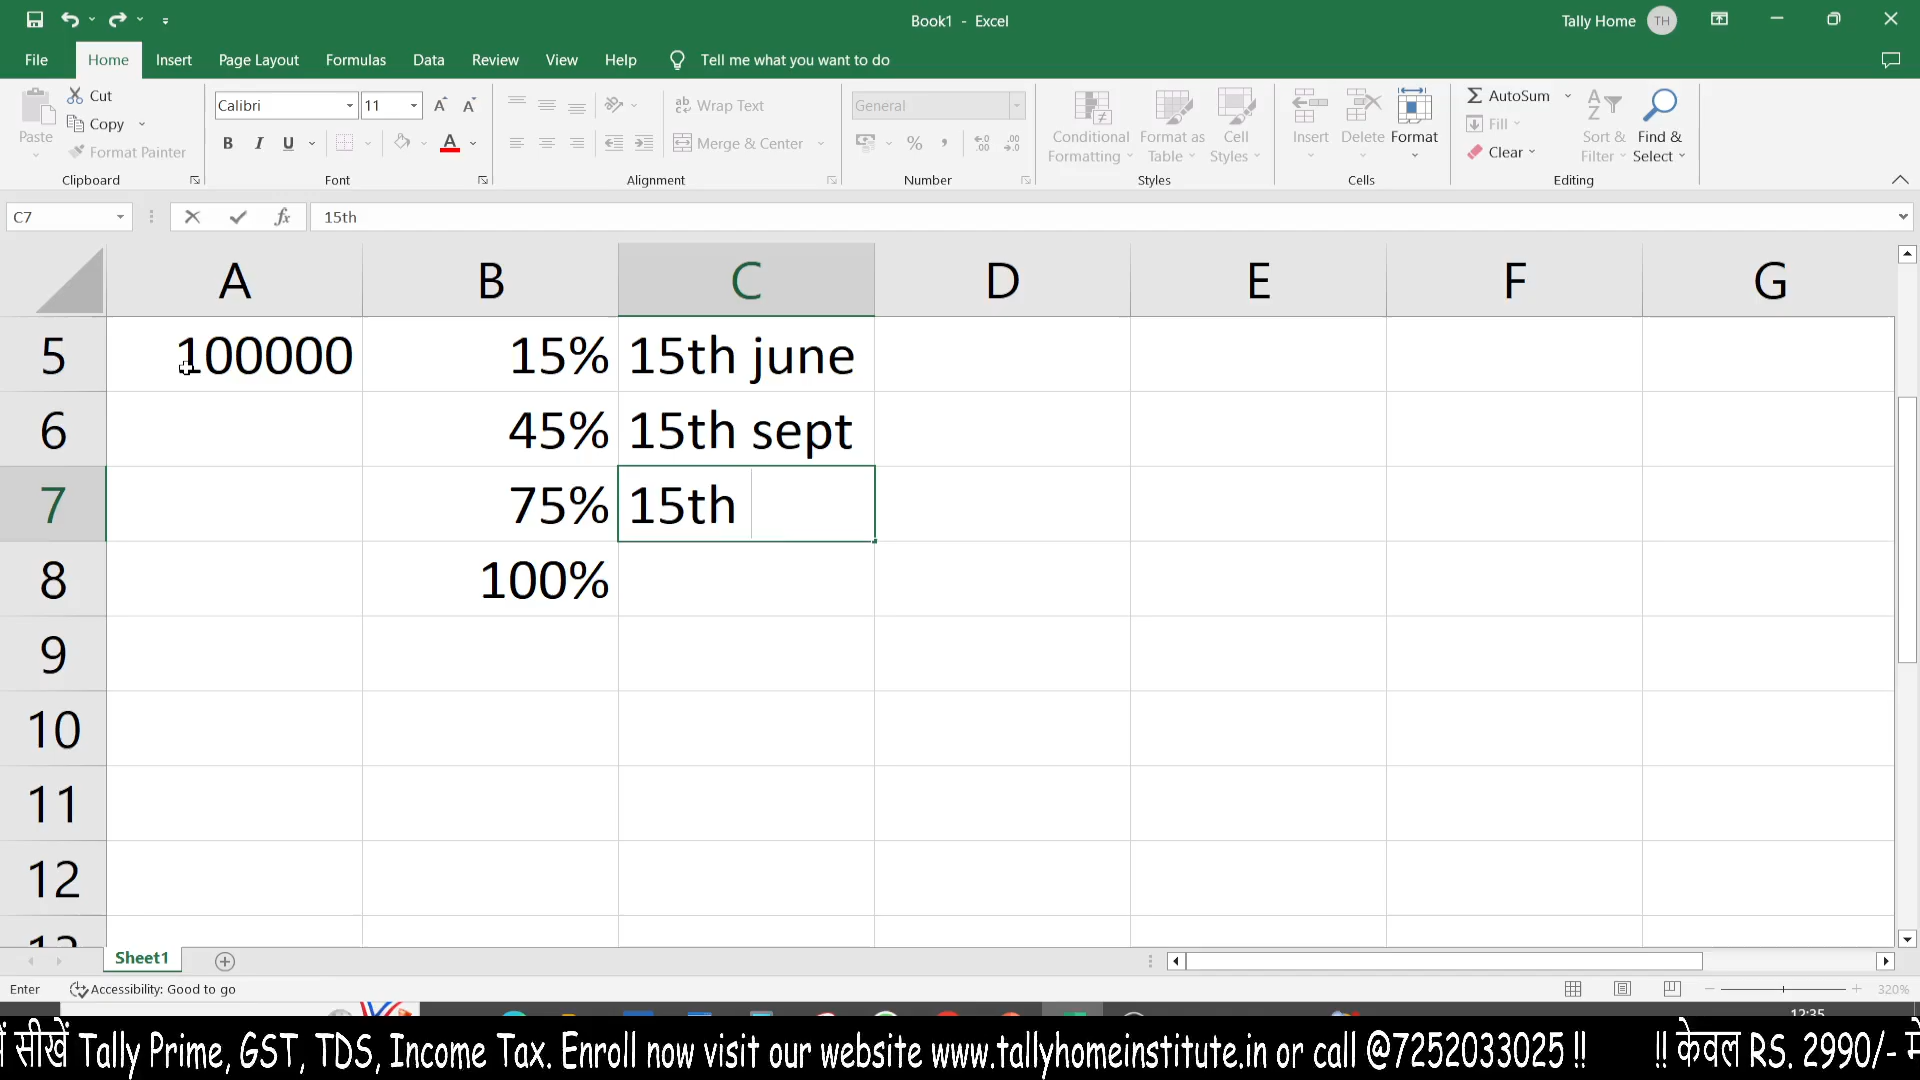 Book1 - Excel
Tally Home TH
File Home Insert Page Layout Formulas Data Review View Help Tell me what you want to do
Cut
Copy
Format Painter
Paste
Clipboard
Calibri 11
B I U A
Font
Wrap Text
Merge & Center
Alignment
General
% ,
Number
Conditional Formatting
Format as Table
Cell Styles
Styles
Insert Delete Format
Cells
AutoSum
Fill
Clear
Sort & Filter
Find & Select
Editing
C7 fx 15th
A B C D E F G
5 100000 15% 15th june
6 45% 15th sept
7 75% 15th
8 100%
9
10
11
12
Sheet1
Enter Accessibility: Good to go 320%
सीखें Tally Prime, GST, TDS, Income Tax. Enroll now visit our website www.tallyhomeinstitute.in or call @7252033025 !! !! केवल RS. 2990/-